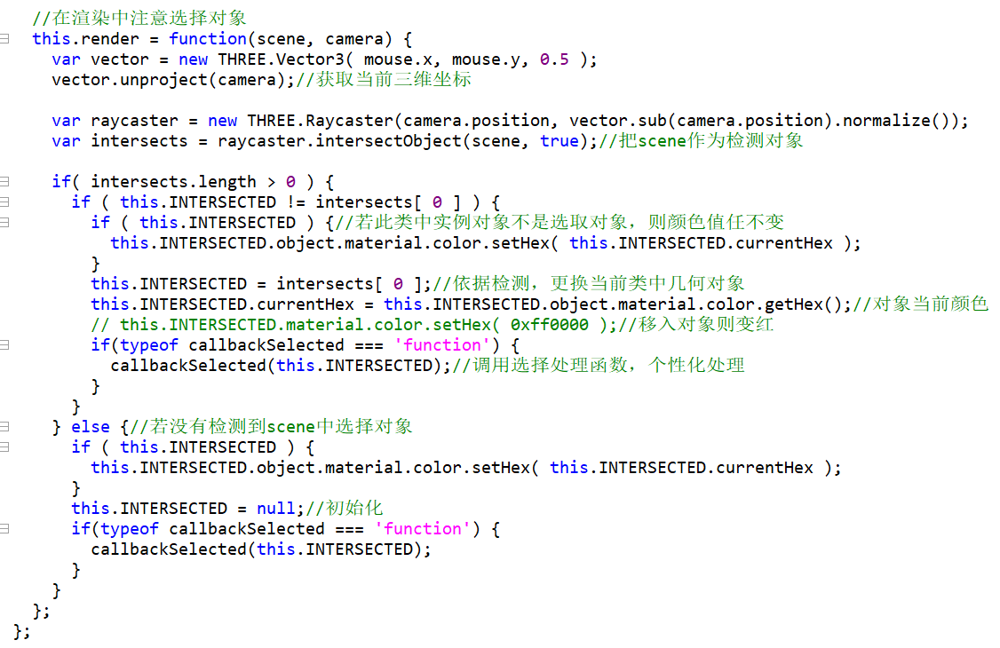 //在渲染中注意选择对象
this.render = function(scene, camera) {
var vector = new THREE.Vector3( mouse.x, mouse.y, 0.5 );
vector.unproject(camera);//获取当前三维坐标
var raycaster = new THREE.Raycaster(camera.position, vector.sub(camera.position).normalize());
var intersects = raycaster.intersectObject(scene, true);//把scene作为检测对象
if( intersects.length > 0 ) {
if ( this.INTERSECTED != intersects[ 0 ] ) {
if ( this.INTERSECTED ) {//若此类中实例对象不是选取对象，则颜色值任不变
this.INTERSECTED.object.material.color.setHex( this.INTERSECTED.currentHex );
}
this.INTERSECTED = intersects[ 0 ];//依据检测，更换当前类中几何对象
this.INTERSECTED.currentHex = this.INTERSECTED.object.material.color.getHex();//对象当前颜色
// this.INTERSECTED.material.color.setHex( 0xff0000 );//移入对象则变红
if(typeof callbackSelected === 'function') {
callbackSelected(this.INTERSECTED);//调用选择处理函数，个性化处理
}
}
} else {//若没有检测到scene中选择对象
if ( this.INTERSECTED ) {
this.INTERSECTED.object.material.color.setHex( this.INTERSECTED.currentHex );
}
this.INTERSECTED = null;//初始化
if(typeof callbackSelected === 'function') {
callbackSelected(this.INTERSECTED);
}
}
};
};